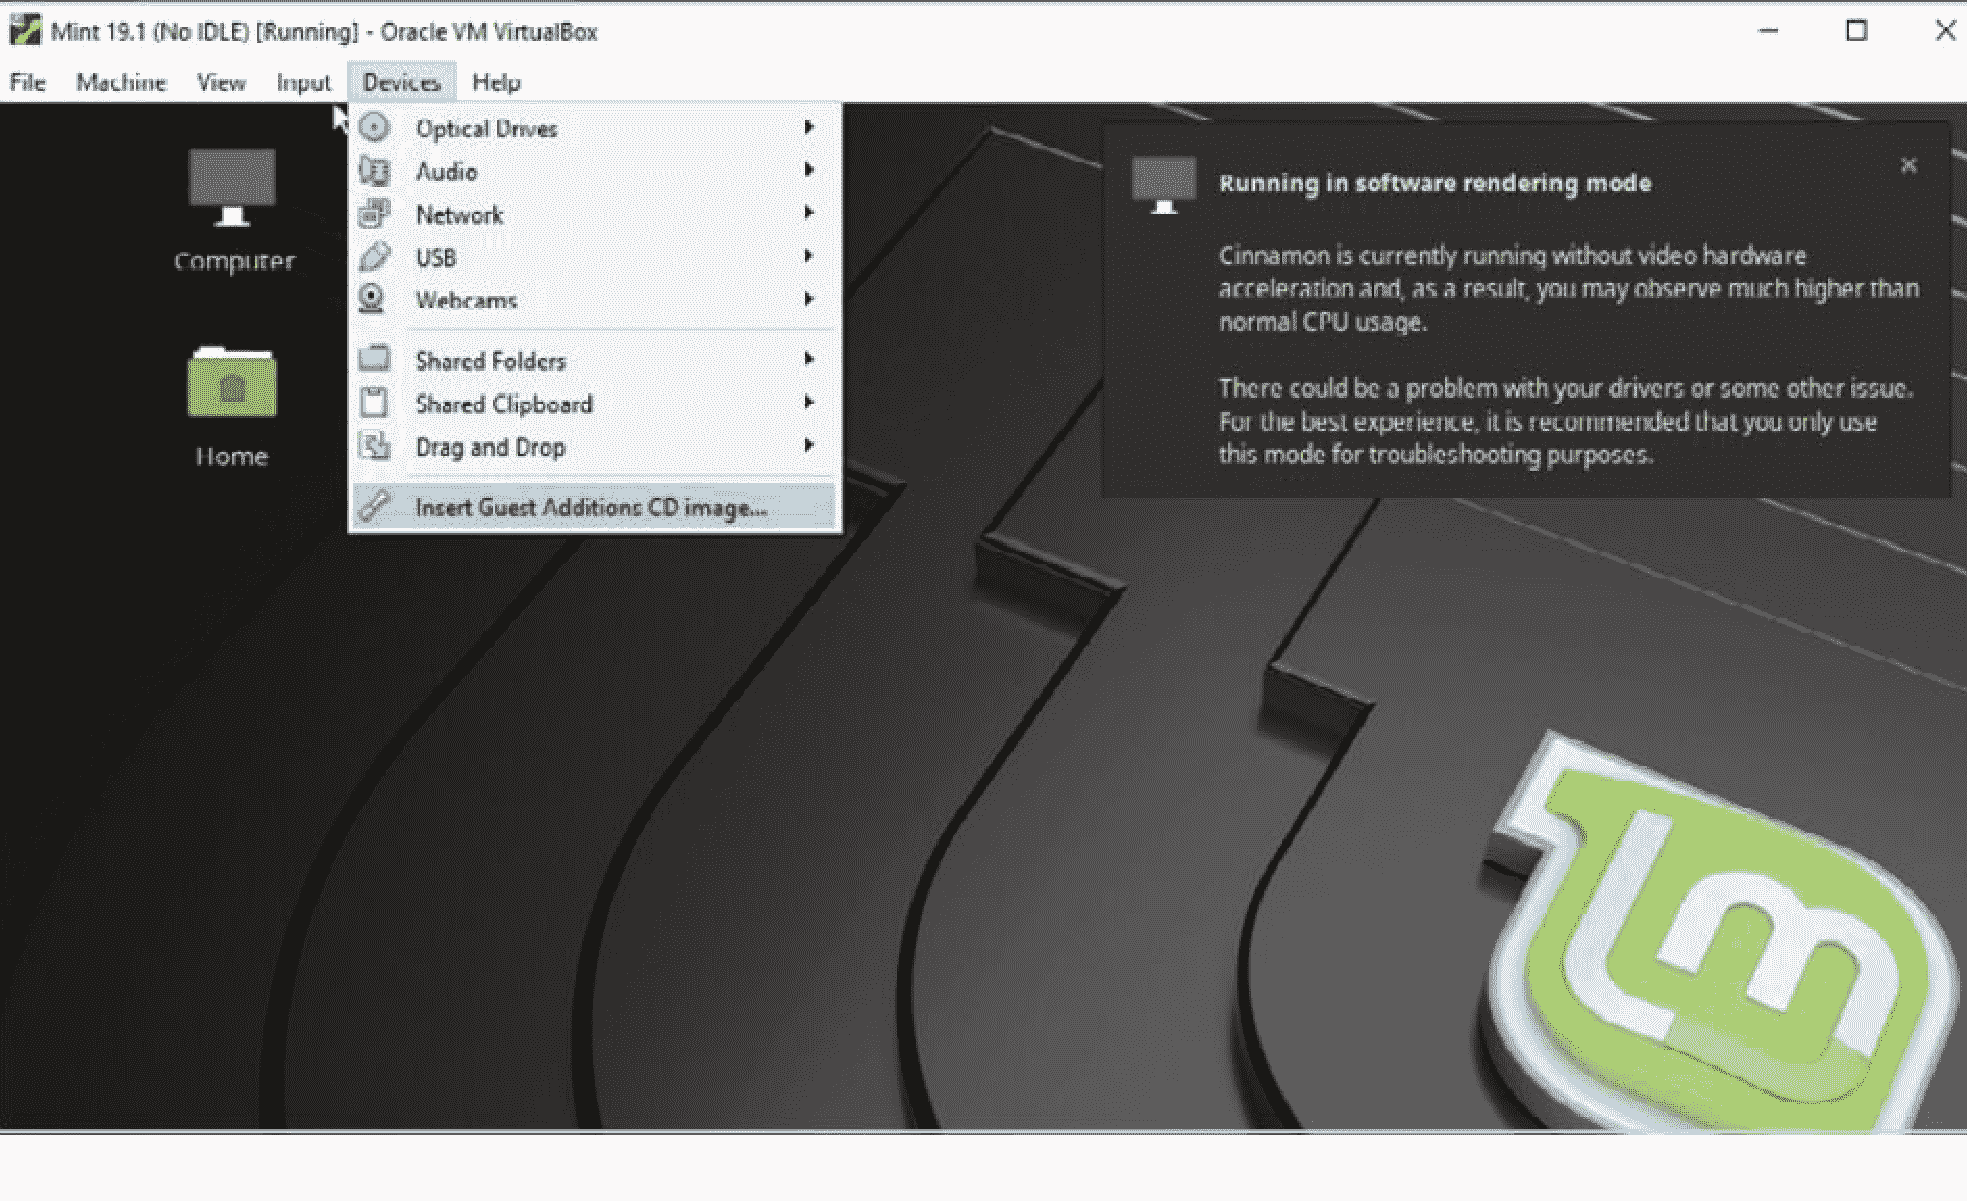 Mint 19.1 (No IDLE) [Running] - Oracle VM VirtualBox
File Machine View Input Devices Help
Optical Drives
Audio
Network
USB
Webcams
Shared Folders
Shared Clipboard
Drag and Drop
Insert Guest Additions CD image...
Computer
Home
Running in software rendering mode
Cinnamon is currently running without video hardware
acceleration and, as a result, you may observe much higher than
normal CPU usage.
There could be a problem with your drivers or some other issue.
For the best experience, it is recommended that you only use
this mode for troubleshooting purposes.